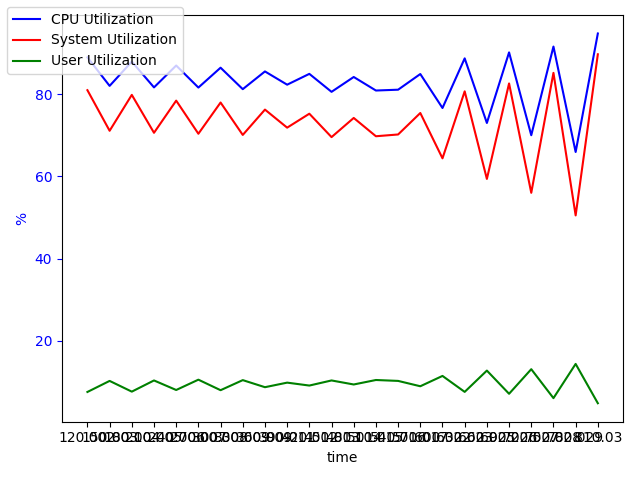 CPU Utilization
System Utilization
User Utilization
80
60
40
20
%
time